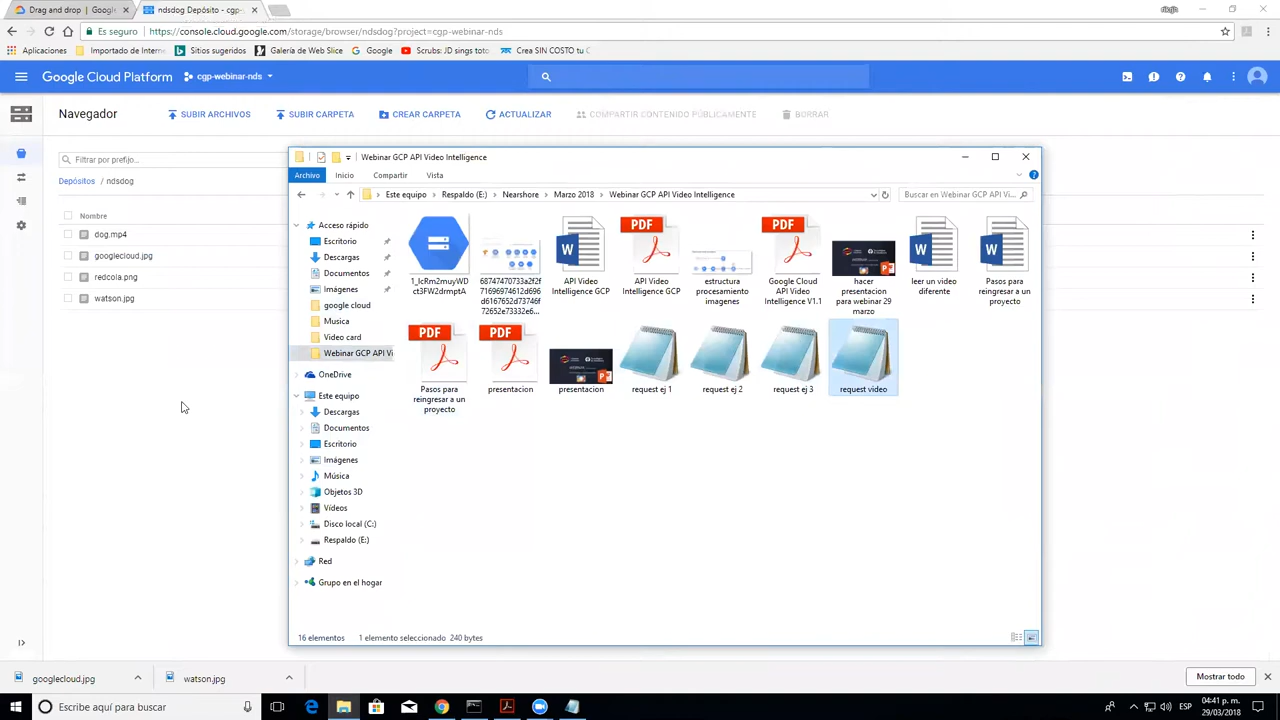 Drag and drop | Googl
ndsdog Depósito - cgp-
Es seguro
https://console.cloud.google.com/storage/browser/ndsdog?project=cgp-webinar-nds
Aplicaciones
Importado de Intern
Sitios sugeridos
Galería de Web Slice
Google
Scrubs: JD sings toto
Crea SIN COSTO tu C
Google Cloud Platform
cgp-webinar-nds
Navegador
SUBIR ARCHIVOS
SUBIR CARPETA
CREAR CARPETA
ACTUALIZAR
COMPARTIR CONTENIDO PÚBLICAMENTE
BORRAR
Filtrar por prefijo...
Depósitos / ndsdog
Nombre
dog.mp4
googlecloud.jpg
redcola.png
watson.jpg
Webinar GCP API Video Intelligence
Archivo
Inicio
Compartir
Vista
Este equipo
Respaldo (E:)
Nearshore
Marzo 2018
Webinar GCP API Video Intelligence
Buscar en Webinar GCP API Vi...
Acceso rápido
Escritorio
Descargas
Documentos
Imágenes
google cloud
Musica
Video card
Webinar GCP API Vi
OneDrive
Este equipo
Descargas
Documentos
Escritorio
Imágenes
Música
Objetos 3D
Vídeos
Disco local (C:)
Respaldo (E:)
Red
Grupo en el hogar
1_IcRm2muyWD
ct3FW2drmptA
68747470733a2f2f
71696974612d696
d6167652d73746f
72652e73332e6...
API Video
Intelligence GCP
PDF
API Video
Intelligence GCP
estructura
procesamiento
imagenes
PDF
Google Cloud
API Video
Intelligence V1.1
hacer
presentacion
para webinar 29
marzo
leer un video
diferente
Pasos para
reingresar a un
proyecto
PDF
Pasos para
reingresar a un
proyecto
PDF
presentacion
presentacion
request ej 1
request ej 2
request ej 3
request video
16 elementos
1 elemento seleccionado 240 bytes
googlecloud.jpg
watson.jpg
Mostrar todo
Escribe aquí para buscar
ESP
04:41 p. m.
29/03/2018